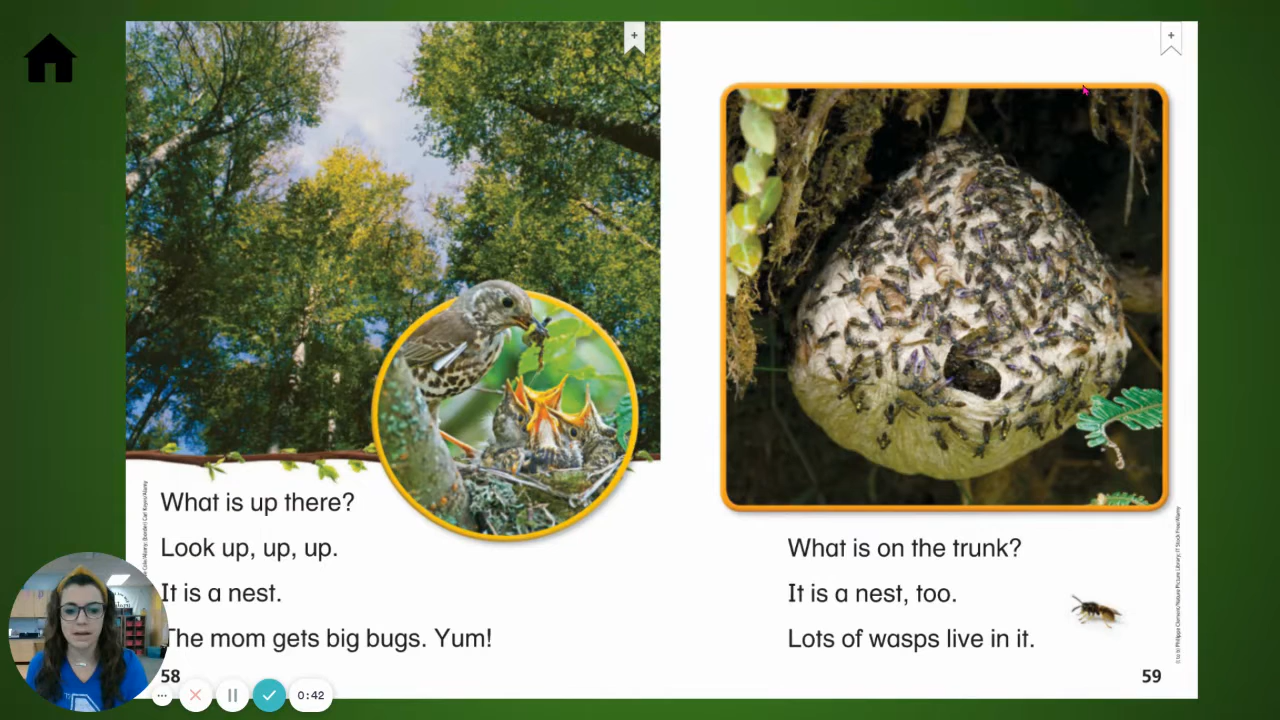 What is up there?
Look up, up, up.
It is a nest.
The mom gets big bugs. Yum!
58
What is on the trunk?
It is a nest, too.
Lots of wasps live in it.
59
0:42